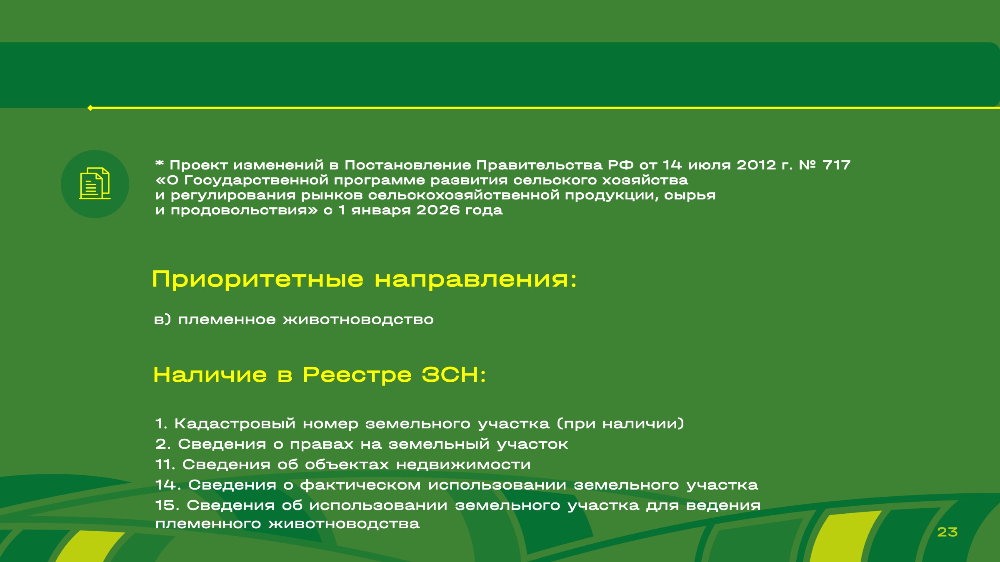 * Проект изменений в Постановление Правительства РФ от 14 июля 2012 г. № 717
«О Государственной программе развития сельского хозяйства
и регулирования рынков сельскохозяйственной продукции, сырья
и продовольствия» с 1 января 2026 года
Приоритетные направления:
в) племенное животноводство
Наличие в Реестре ЗСН:
1. Кадастровый номер земельного участка (при наличии)
2. Сведения о правах на земельный участок
11. Сведения об объектах недвижимости
14. Сведения о фактическом использовании земельного участка
15. Сведения об использовании земельного участка для ведения
племенного животноводства
23